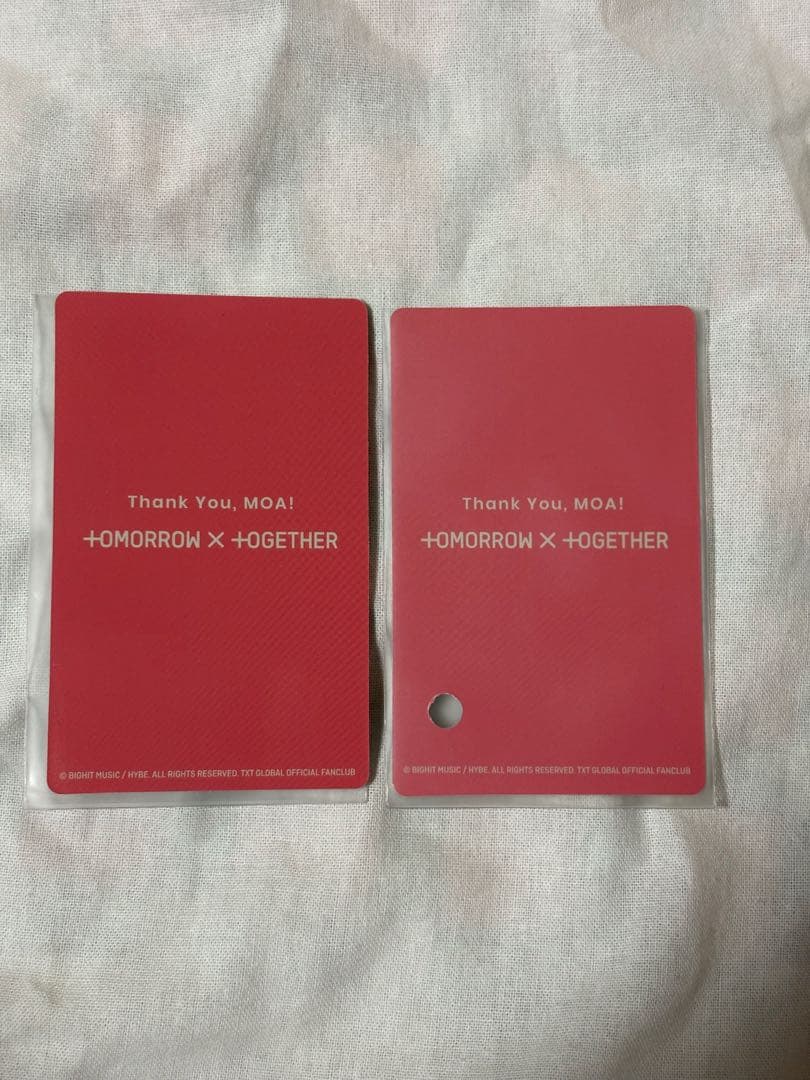 Thank You, MOA!
TOMORROW X TOGETHER
© BIGHIT MUSIC / HYBE. ALL RIGHTS RESERVED. TXT GLOBAL OFFICIAL FANCLUB
Thank You, MOA!
TOMORROW X TOGETHER
© BIGHIT MUSIC / HYBE. ALL RIGHTS RESERVED. TXT GLOBAL OFFICIAL FANCLUB